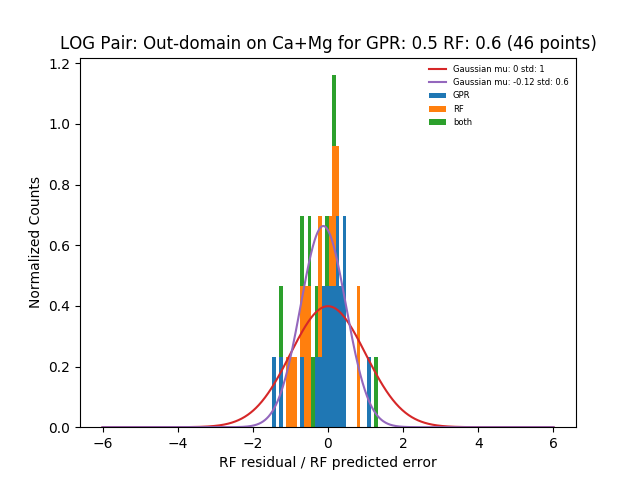 LOG Pair: Out-domain on Ca+Mg for GPR: 0.5 RF: 0.6 (46 points)
Gaussian mu: 0 std: 1
Gaussian mu: -0.12 std: 0.6
GPR
RF
both
Normalized Counts
1.2
1.0
0.8
0.6
0.4
0.2
0.0
−6 −4 −2 0 2 4 6
RF residual / RF predicted error